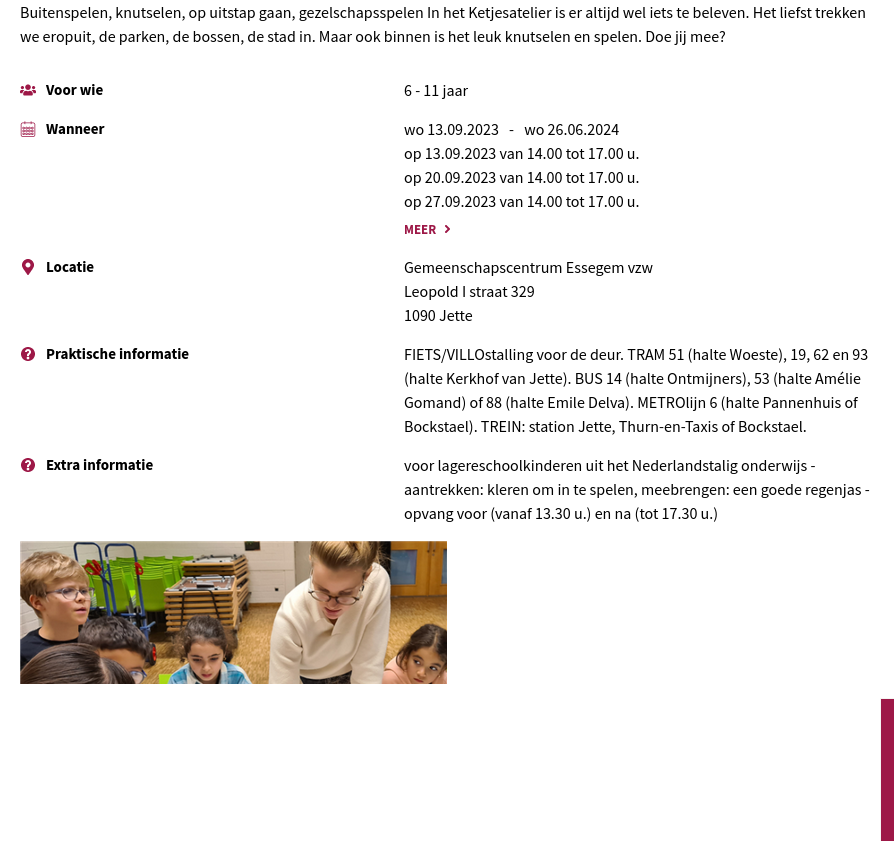 Buitenspelen, knutselen, op uitstap gaan, gezelschapsspelen In het Ketjesatelier is er altijd wel iets te beleven. Het liefst trekken
we eropuit, de parken, de bossen, de stad in. Maar ook binnen is het leuk knutselen en spelen. Doe jij mee?
Voor wie
6 - 11 jaar
Wanneer
wo 13.09.2023 - wo 26.06.2024
op 13.09.2023 van 14.00 tot 17.00 u.
op 20.09.2023 van 14.00 tot 17.00 u.
op 27.09.2023 van 14.00 tot 17.00 u.
MEER
Locatie
Gemeenschapscentrum Essegem vzw
Leopold I straat 329
1090 Jette
Praktische informatie
FIETS/VILLOstalling voor de deur. TRAM 51 (halte Woeste), 19, 62 en 93
(halte Kerkhof van Jette). BUS 14 (halte Ontmijners), 53 (halte Amélie
Gomand) of 88 (halte Emile Delva). METROlijn 6 (halte Pannenhuis of
Bockstael). TREIN: station Jette, Thurn-en-Taxis of Bockstael.
Extra informatie
voor lagereschoolkinderen uit het Nederlandstalig onderwijs -
aantrekken: kleren om in te spelen, meebrengen: een goede regenjas -
opvang voor (vanaf 13.30 u.) en na (tot 17.30 u.)